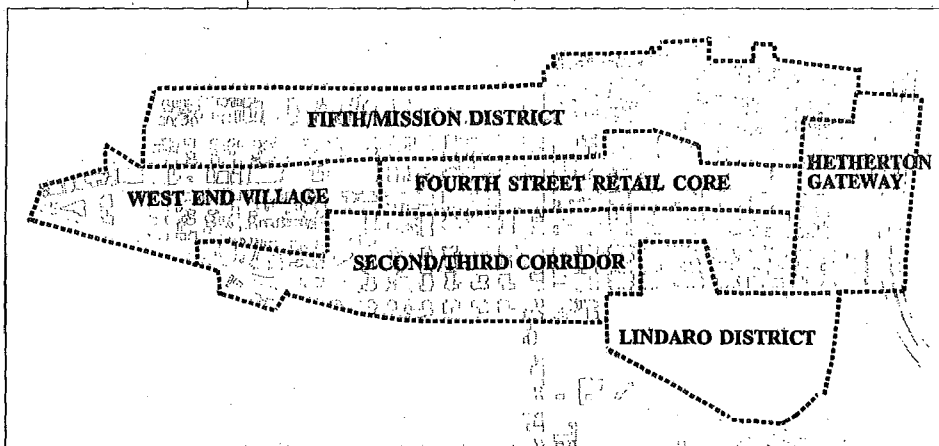 FIFTH/MISSION DISTRICT
HETHERTON
GATEWAY
WEST END VILLAGE
FOURTH STREET RETAIL CORE
SECOND/THIRD CORRIDOR
LINDARO DISTRICT